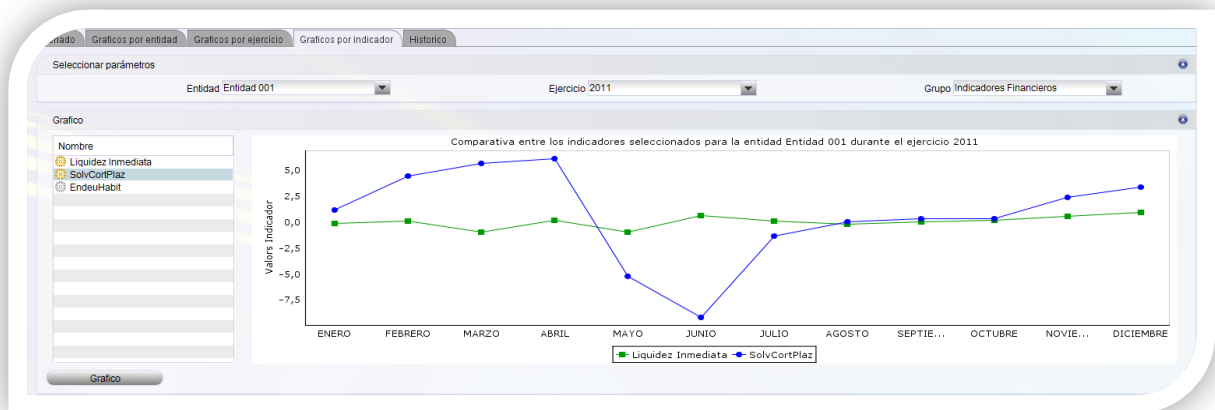 Graficos por entidad Graficos por ejercicio Graficos por indicador Historico
Seleccionar parámetros
Entidad Entidad 001 Ejercicio 2011 Grupo Indicadores Financieros
Grafico
Nombre
Liquidez Inmediata
SolvCortPlaz
EndeuHabit
Comparativa entre los indicadores seleccionados para la entidad Entidad 001 durante el ejercicio 2011
Valors Indicador
5,0
2,5
0,0
-2,5
-5,0
-7,5
ENERO FEBRERO MARZO ABRIL MAYO JUNIO JULIO AGOSTO SEPTIE... OCTUBRE NOVIE... DICIEMBRE
Liquidez Inmediata SolvCortPlaz
Grafico